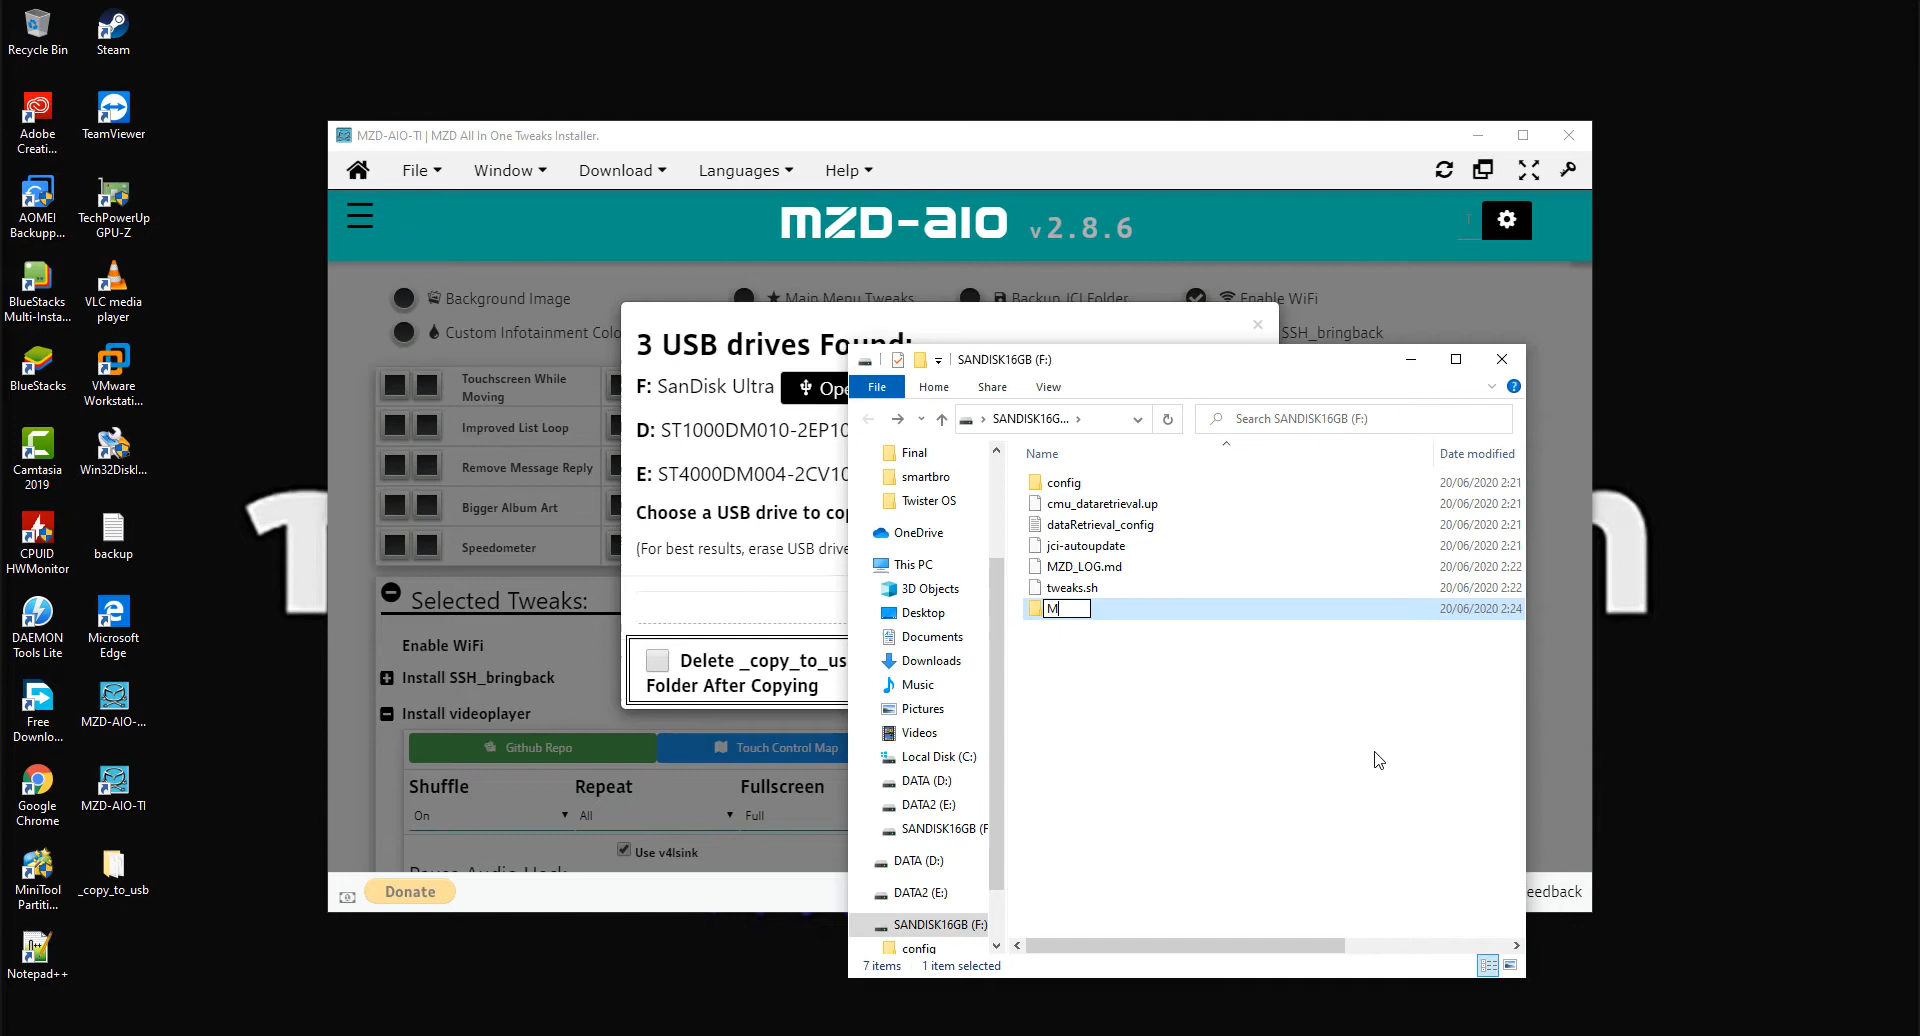 Recycle Bin
Steam
Adobe
Creati...
TeamViewer
AOMEI
Backupp...
TechPowerUp
GPU-Z
BlueStacks
Multi-Insta...
VLC media
player
BlueStacks
VMware
Workstati...
Camtasia
2019
Win32Diskl...
CPUID
HWMonitor
backup
DAEMON
Tools Lite
Microsoft
Edge
Free
Downlo...
MZD-AIO-...
Google
Chrome
MZD-AIO-TI
MiniTool
Partiti...
_copy_to_usb
Notepad++
MZD-AIO-TI | MZD All In One Tweaks Installer.
File
Window
Download
Languages
Help
MZD-AIO v2.8.6
T
Background Image
Main Menu Tweaks
Backup JCI Folder
Enable WiFi
Custom Infotainment Colo
SSH_bringback
Touchscreen While
Moving
Improved List Loop
Remove Message Reply
Bigger Album Art
Speedometer
Selected Tweaks:
Enable WiFi
Install SSH_bringback
Install videoplayer
Github Repo
Touch Control Map
Shuffle
Repeat
Fullscreen
On
All
Full
Use v4lsink
Donate
eedback
3 USB drives Found:
F: SanDisk Ultra
Ope
D: ST1000DM010-2EP10
E: ST4000DM004-2CV10
Choose a USB drive to cop
(For best results, erase USB drive
Delete _copy_to_us
Folder After Copying
SANDISK16GB (F:)
File
Home
Share
View
SANDISK16G...
Search SANDISK16GB (F:)
Final
smartbro
Twister OS
OneDrive
This PC
3D Objects
Desktop
Documents
Downloads
Music
Pictures
Videos
Local Disk (C:)
DATA (D:)
DATA2 (E:)
SANDISK16GB (F
DATA (D:)
DATA2 (E:)
SANDISK16GB (F:)
config
Name
Date modified
config
20/06/2020 2:21
cmu_dataretrieval.up
20/06/2020 2:21
dataRetrieval_config
20/06/2020 2:21
jci-autoupdate
20/06/2020 2:21
MZD_LOG.md
20/06/2020 2:22
tweaks.sh
20/06/2020 2:22
M
20/06/2020 2:24
7 items
1 item selected